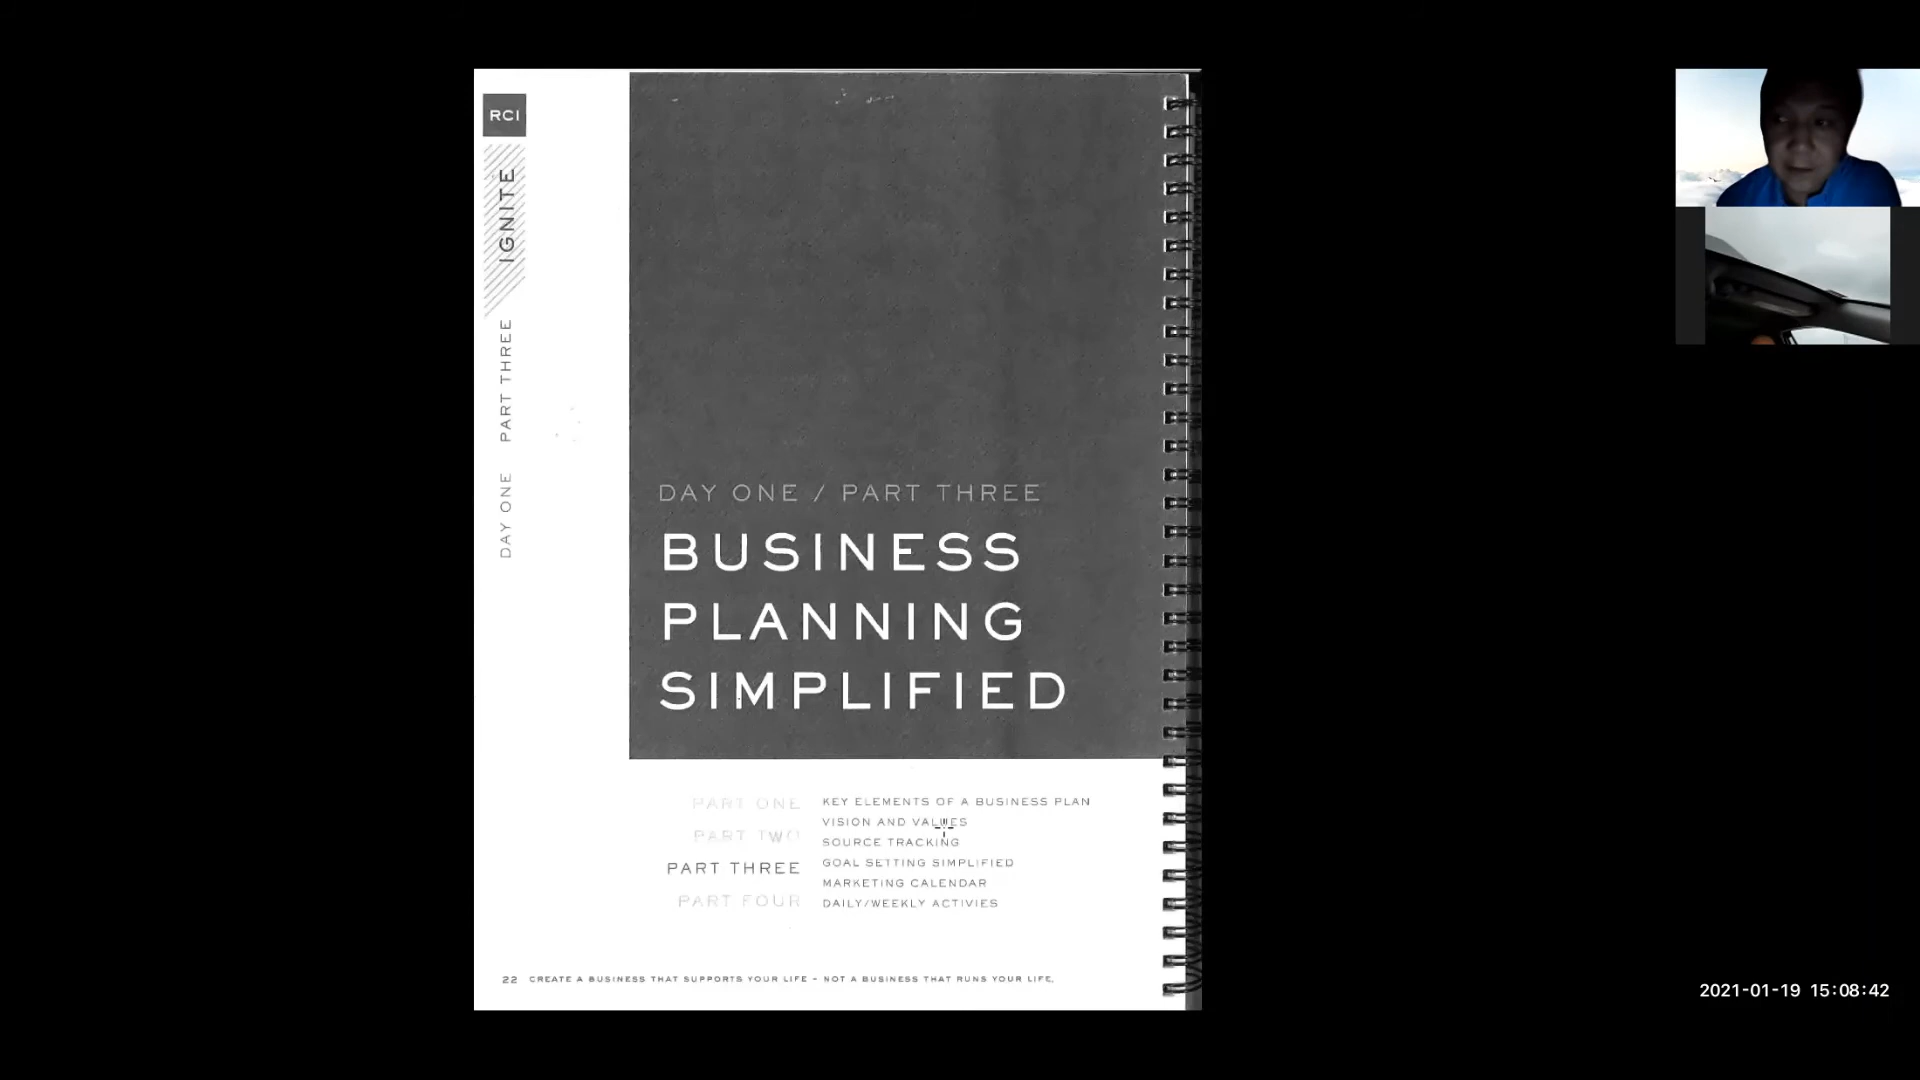 RCI
IGNITE
PART THREE
DAY ONE
DAY ONE / PART THREE
BUSINESS
PLANNING
SIMPLIFIED
PART ONE
PART TWO
PART THREE
PART FOUR
KEY ELEMENTS OF A BUSINESS PLAN
VISION AND VALUES
SOURCE TRACKING
GOAL SETTING SIMPLIFIED
MARKETING CALENDAR
DAILY/WEEKLY ACTIVIES
22 CREATE A BUSINESS THAT SUPPORTS YOUR LIFE - NOT A BUSINESS THAT RUNS YOUR LIFE.
2021-01-19 15:08:42